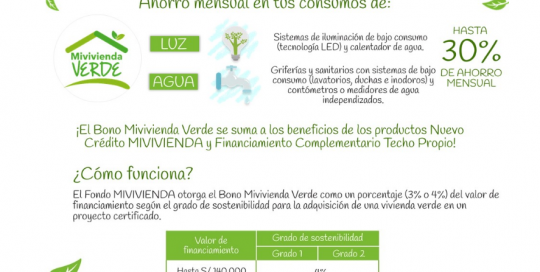 Ahorro mensual en tus consumos de:
Mivivienda
VERDE
LUZ
Sistemas de iluminación de bajo consumo
(tecnología LED) y calentador de agua.
AGUA
Griferías y sanitarios con sistemas de bajo
consumo (lavatorios, duchas e inodoros) y
contómetros o medidores de agua
independizados.
HASTA
30%
DE AHORRO
MENSUAL
¡El Bono Mivivienda Verde se suma a los beneficios de los productos Nuevo
Crédito MIVIVIENDA y Financiamiento Complementario Techo Propio!
¿Cómo funciona?
El Fondo MIVIVIENDA otorga el Bono Mivivienda Verde como un porcentaje (3% o 4%) del valor de
financiamiento según el grado de sostenibilidad para la adquisición de una vivienda verde en un
proyecto certificado.
Valor de
financiamiento
Grado de sostenibilidad
Grado 1 Grado 2
Hasta S/140,000